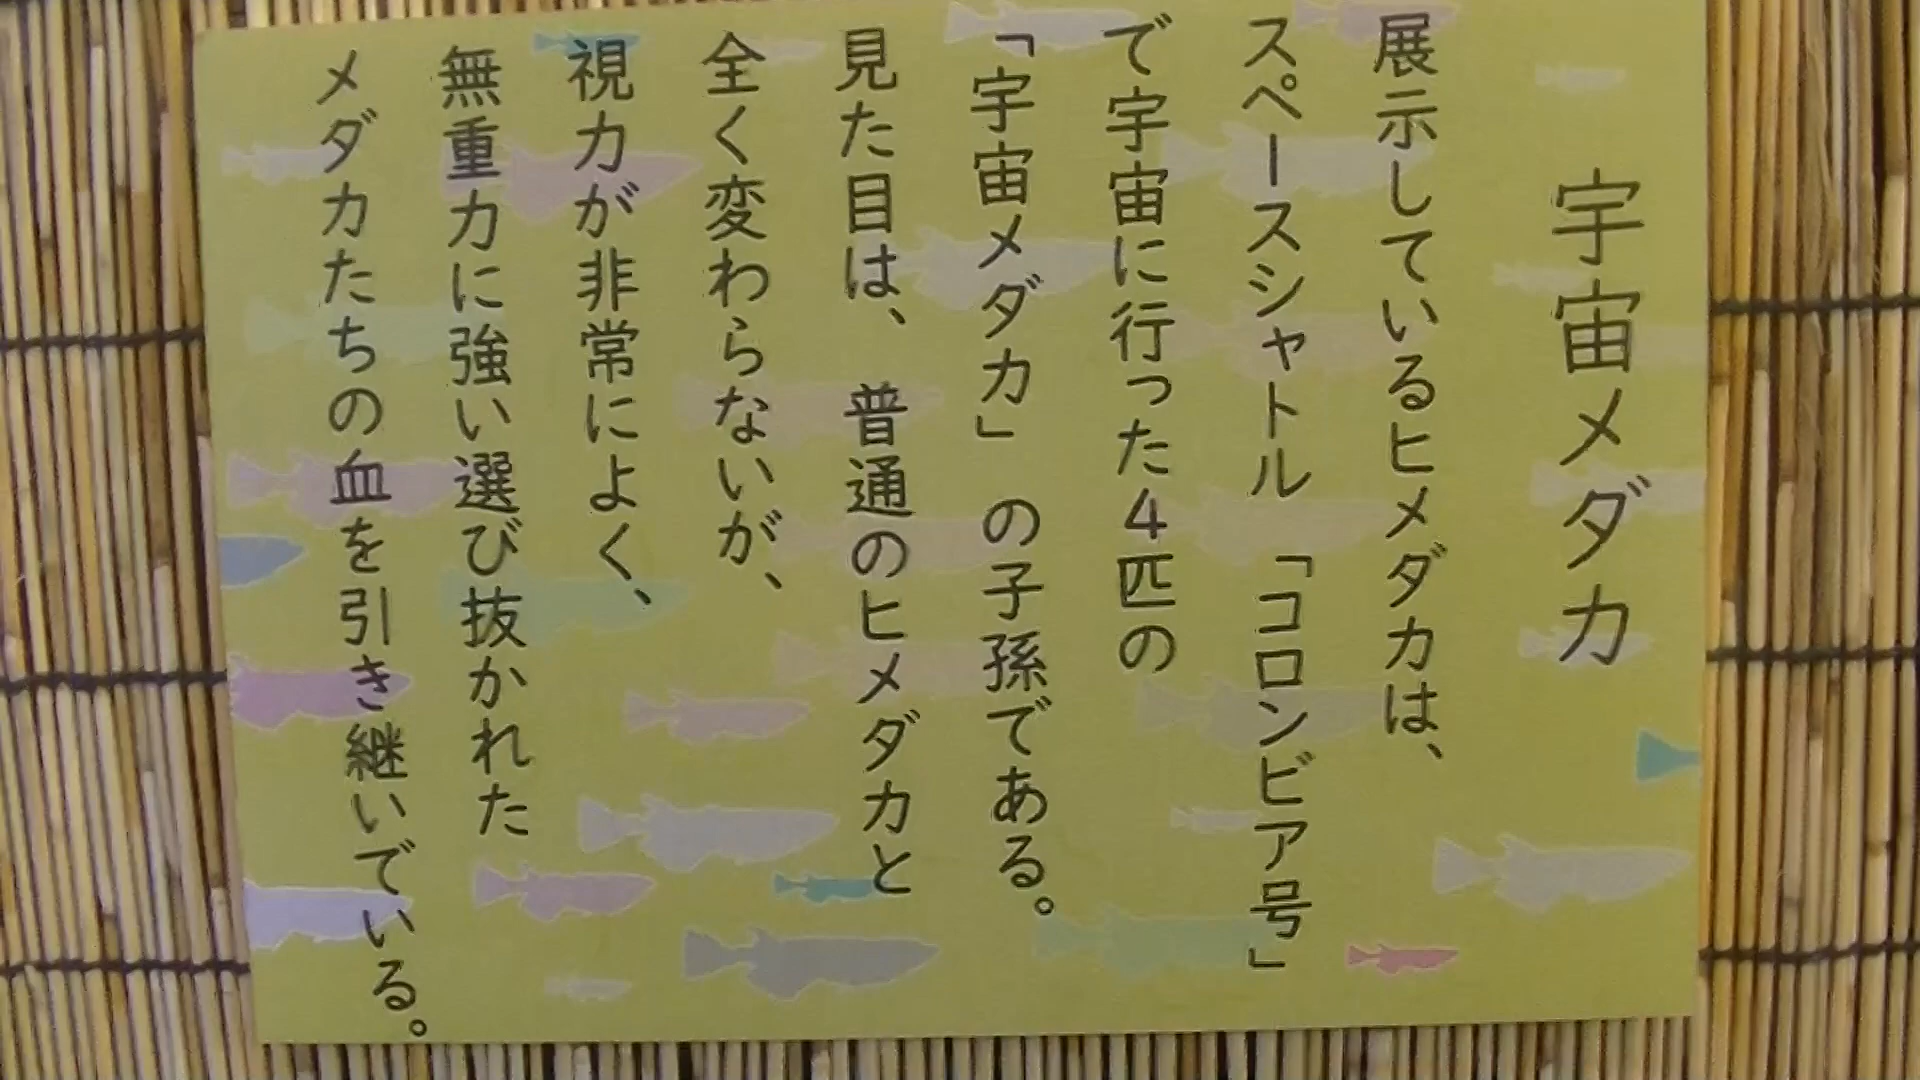 宇宙メダカ
展示しているヒメダカは、
スペースシャトル「コロンビア号」
で宇宙に行った4匹の
「宇宙メダカ」の子孫である。
見た目は、普通のヒメダカと
全く変わらないが、
視力が非常によく、
無重力に強い選び抜かれた
メダカたちの血を引き継いでいる。